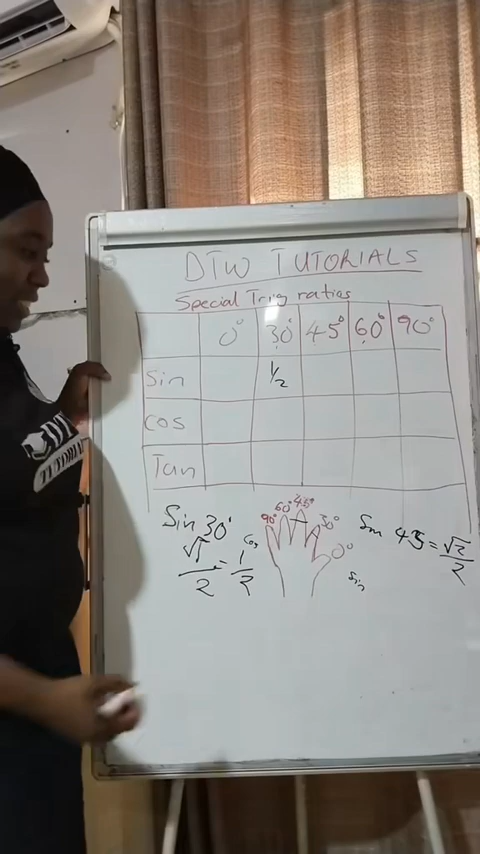 DTW TUTORIALS
Special Trig ratios
0° 30° 45° 60° 90°
Sin 1/2
Cos
Tan
Sin 30°
√1/2 = 1/2
90° 60° 45° 30° 0°
Cos
Sin
Sin 45 = √2/2
TUTORIAL